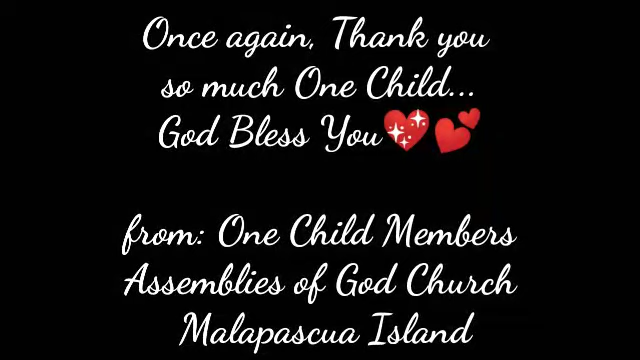 Once again, Thank you
so much One Child...
God Bless You💖💕
from: One Child Members
Assemblies of God Church
Malapascua Island